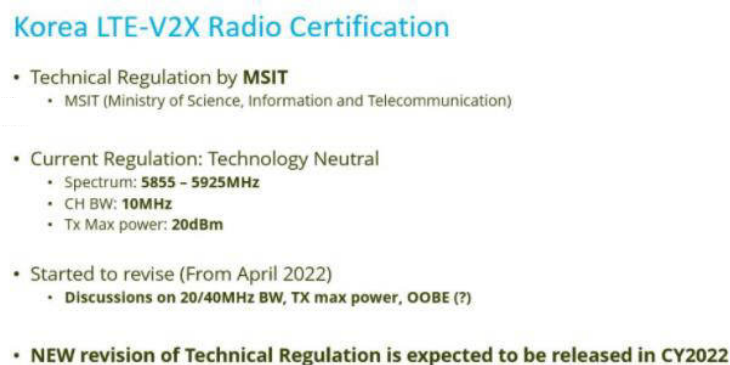 Korea LTE-V2X Radio Certification
• Technical Regulation by MSIT
• MSIT (Ministry of Science, Information and Telecommunication)
• Current Regulation: Technology Neutral
• Spectrum: 5855 – 5925MHz
• CH BW: 10MHz
• Tx Max power: 20dBm
• Started to revise (From April 2022)
• Discussions on 20/40MHz BW, TX max power, OOBE (?)
• NEW revision of Technical Regulation is expected to be released in CY2022